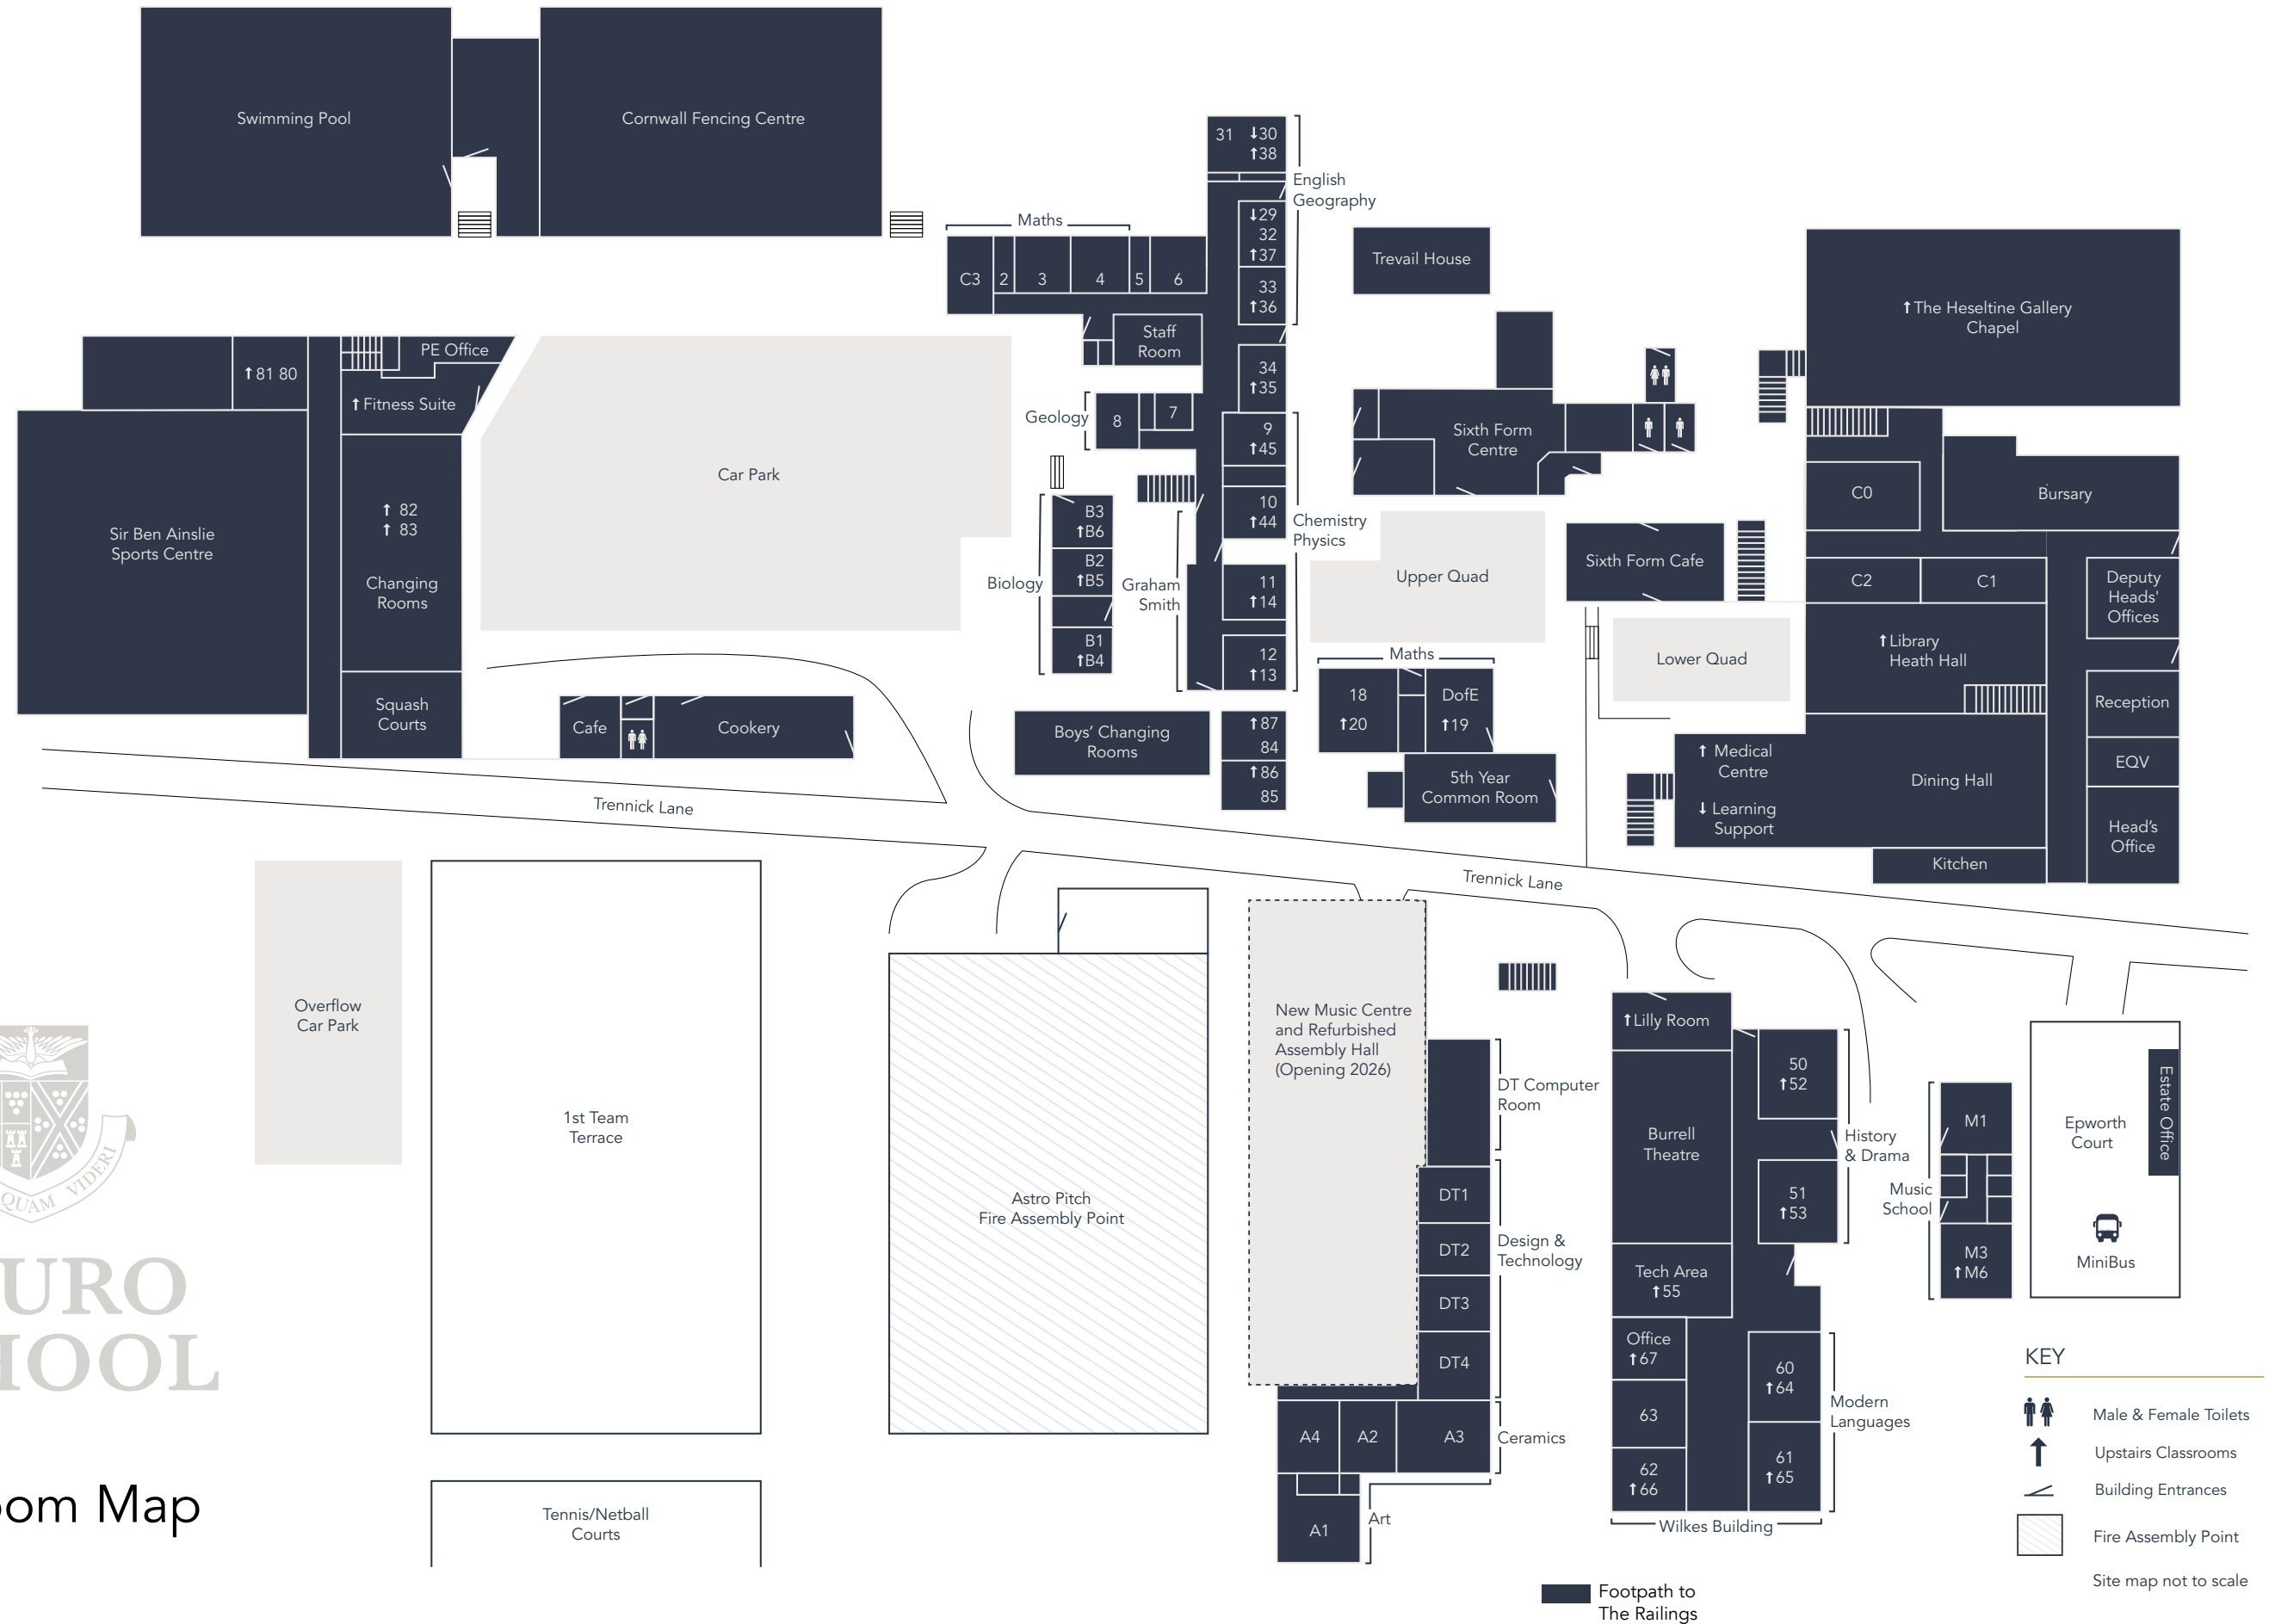 Swimming Pool
Cornwall Fencing Centre
31 ↓30
↑38
English
Geography
↓29
32
↑37
33
↑36
Maths
C3 2 3 4 5 6
Staff
Room
34
↑35
Trevail House
↑The Heseltine Gallery
Chapel
PE Office
↑81 80
↑Fitness Suite
Geology
8 7
9
↑45
10
↑44
Chemistry
Physics
Sixth Form
Centre
Car Park
Sir Ben Ainslie
Sports Centre
↑ 82
↑ 83
Changing
Rooms
Squash
Courts
B3
↑B6
B2
↑B5
B1
↑B4
Biology
Graham
Smith
11
↑14
12
↑13
Upper Quad
Sixth Form Cafe
Lower Quad
C0
Bursary
C2 C1
Deputy
Heads'
Offices
↑Library
Heath Hall
Reception
EQV
Head's
Office
↑ Medical
Centre
↓ Learning
Support
Dining Hall
Kitchen
Maths
18
↑20
DofE
↑19
5th Year
Common Room
Cafe
Cookery
Boys' Changing
Rooms
↑87
84
↑86
85
Trennick Lane
Trennick Lane
Overflow
Car Park
1st Team
Terrace
Tennis/Netball
Courts
Astro Pitch
Fire Assembly Point
New Music Centre
and Refurbished
Assembly Hall
(Opening 2026)
DT Computer
Room
DT1
DT2
DT3
DT4
Design &
Technology
A4 A2 A3
Ceramics
A1
Art
↑Lilly Room
Burrell
Theatre
50
↑52
51
↑53
History
& Drama
Tech Area
↑55
Office
↑67
63
62
↑66
60
↑64
61
↑65
Modern
Languages
Wilkes Building
Music
School
M1
M3
↑M6
Epworth
Court
Estate Office
MiniBus
QUAM VIDERI
URO
HOOL
oom Map
KEY
Male & Female Toilets
Upstairs Classrooms
Building Entrances
Fire Assembly Point
Site map not to scale
Footpath to
The Railings